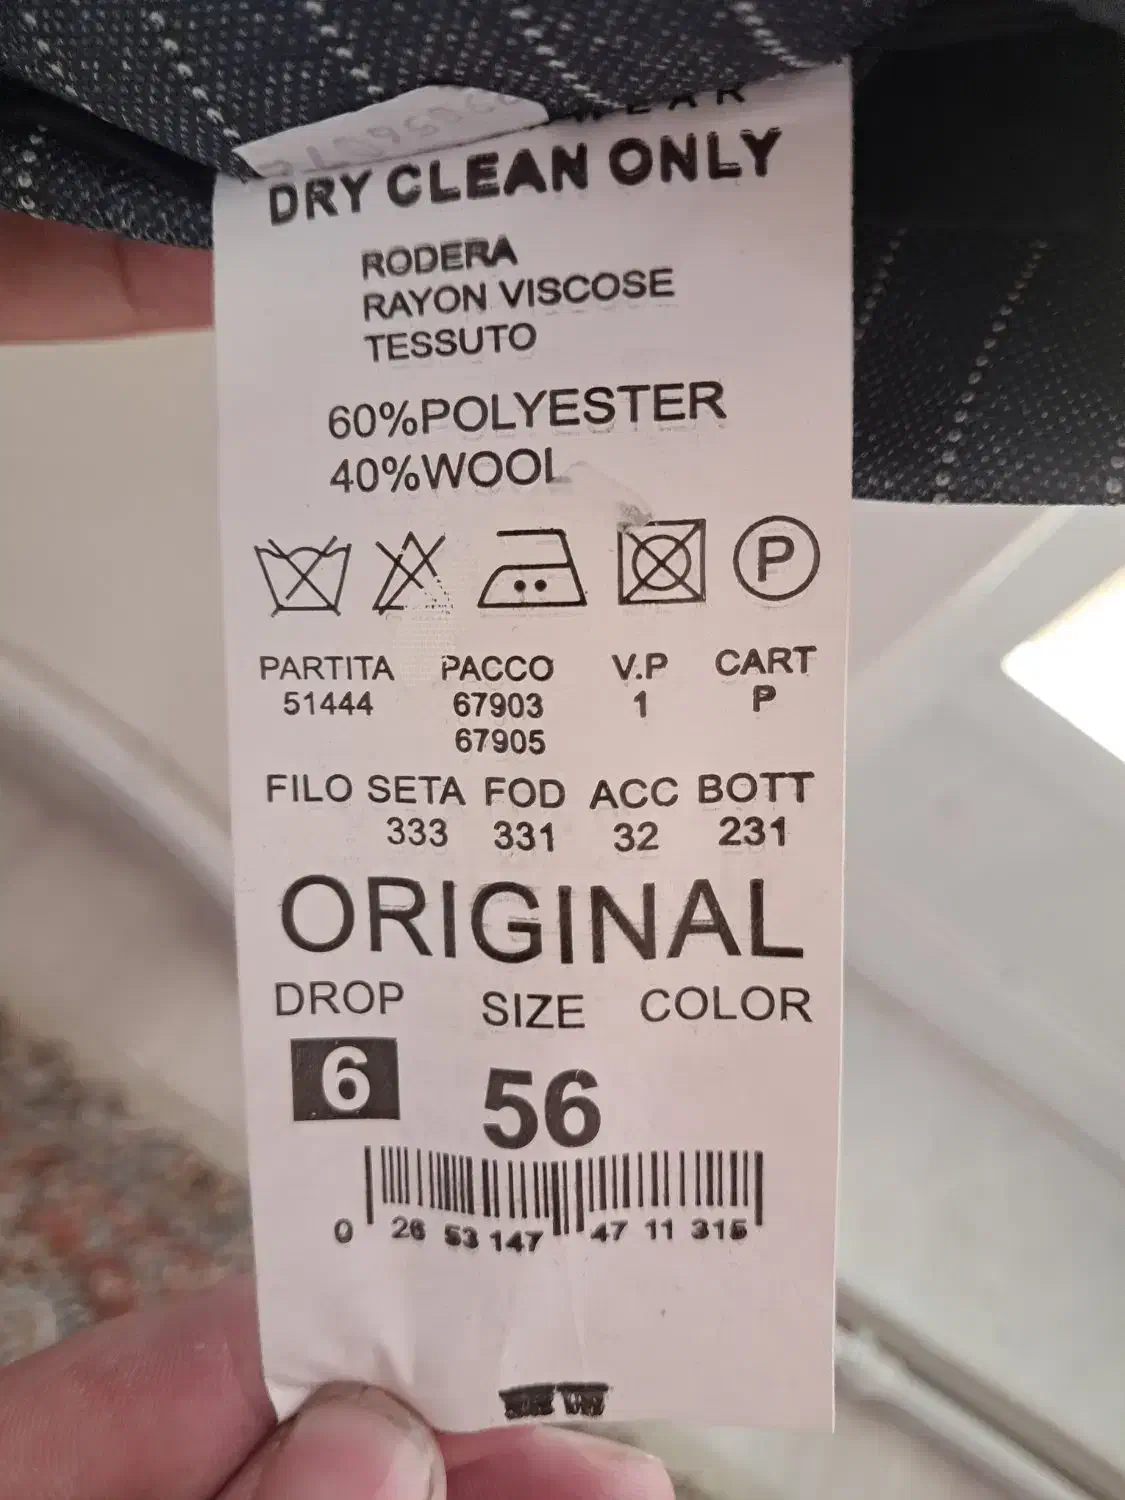 DRY CLEAN ONLY
RODERA
RAYON VISCOSE
TESSUTO
60%POLYESTER
40%WOOL
P
PARTITA PACCO V.P CART
51444 67903 1 P
67905
FILO SETA FOD ACC BOTT
333 331 32 231
ORIGINAL
DROP SIZE COLOR
6 56
0 26 53 147 47 11 315